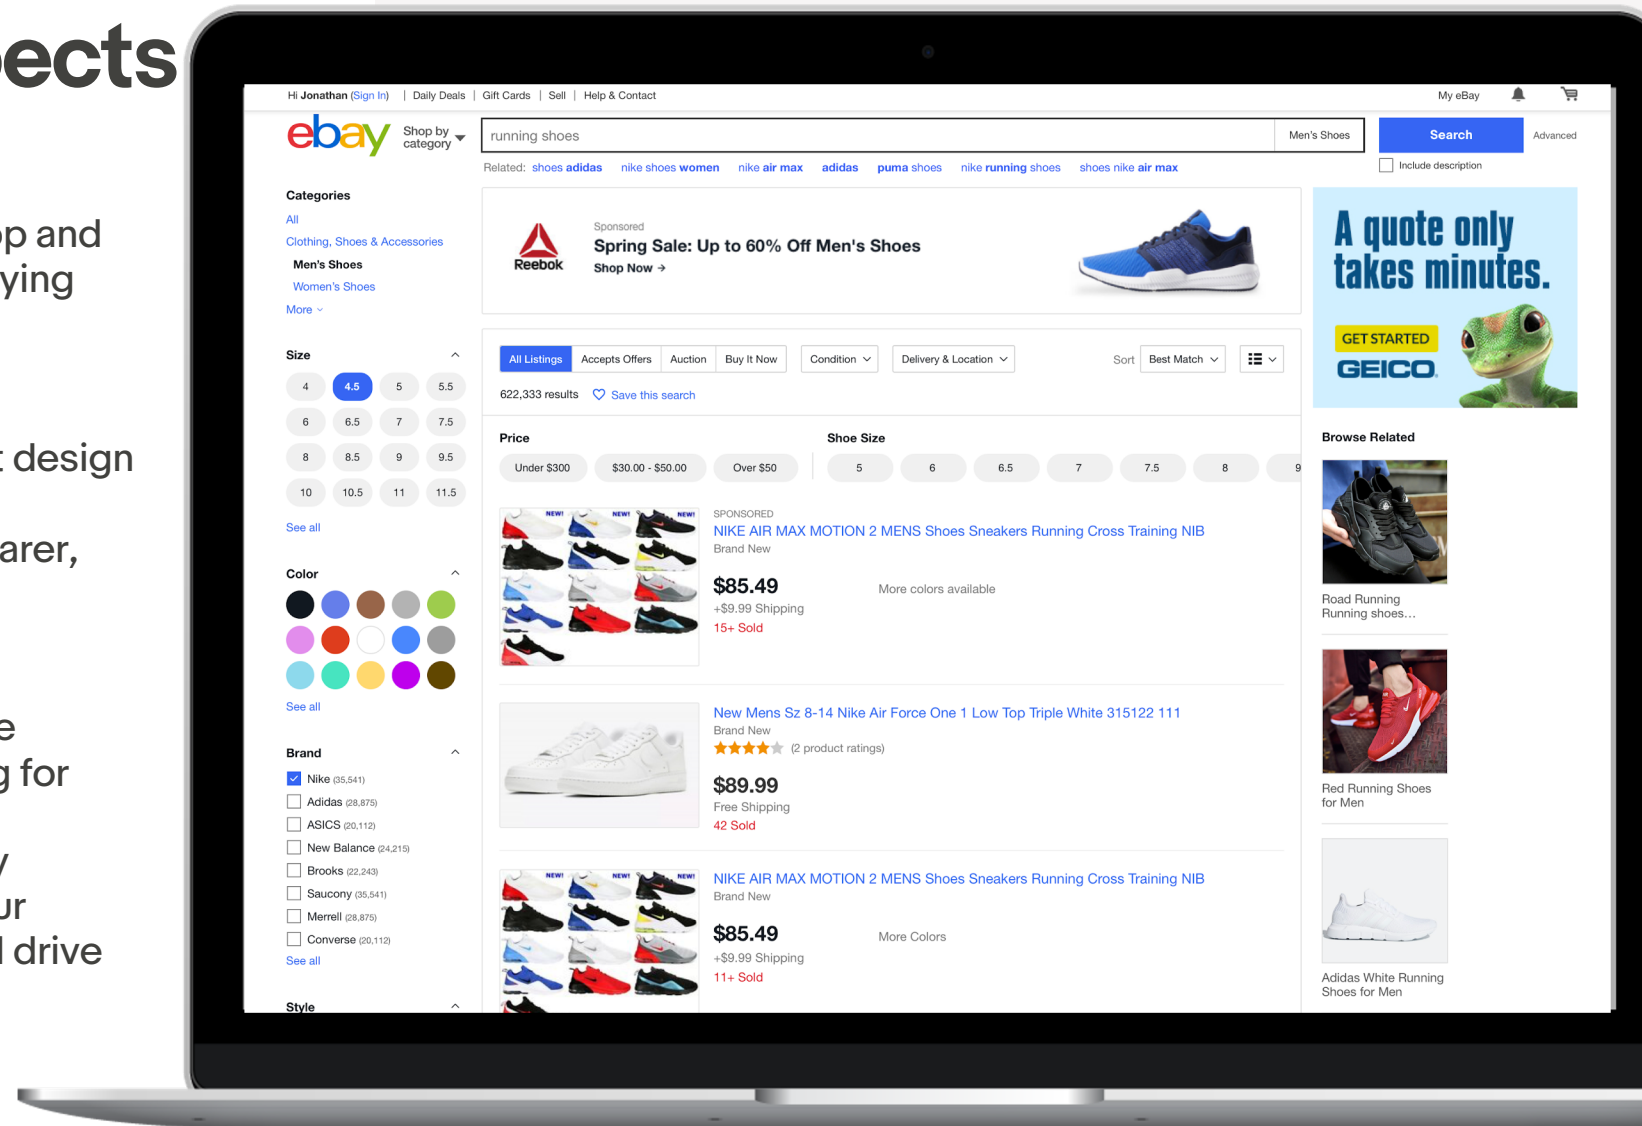 ects
p and
ying
t design
arer,
e
g for
y
ur
l drive
Hi Jonathan (Sign In) | Daily Deals | Gift Cards | Sell | Help & Contact
My eBay
ebay
Shop by
category
running shoes
Men's Shoes
Search
Advanced
Related: shoes adidas nike shoes women nike air max adidas puma shoes nike running shoes shoes nike air max
Include description
Categories
All
Clothing, Shoes & Accessories
Men's Shoes
Women's Shoes
More
Size
4 4.5 5 5.5
6 6.5 7 7.5
8 8.5 9 9.5
10 10.5 11 11.5
See all
Color
See all
Brand
Nike (35,541)
Adidas (28,875)
ASICS (20,112)
New Balance (24,215)
Brooks (22,243)
Saucony (35,541)
Merrell (28,875)
Converse (20,112)
See all
Style
Reebok
Sponsored
Spring Sale: Up to 60% Off Men's Shoes
Shop Now →
All Listings Accepts Offers Auction Buy It Now Condition Delivery & Location
Sort Best Match
622,333 results Save this search
Price
Under $300 $30.00 - $50.00 Over $50
Shoe Size
5 6 6.5 7 7.5 8 9
NEW! NEW! NEW!
SPONSORED
NIKE AIR MAX MOTION 2 MENS Shoes Sneakers Running Cross Training NIB
Brand New
$85.49
More colors available
+$9.99 Shipping
15+ Sold
New Mens Sz 8-14 Nike Air Force One 1 Low Top Triple White 315122 111
Brand New
(2 product ratings)
$89.99
Free Shipping
42 Sold
NEW! NEW! NEW!
NIKE AIR MAX MOTION 2 MENS Shoes Sneakers Running Cross Training NIB
Brand New
$85.49
More Colors
+$9.99 Shipping
11+ Sold
A quote only
takes minutes.
GET STARTED
GEICO.
Browse Related
Road Running
Running shoes...
Red Running Shoes
for Men
Adidas White Running
Shoes for Men